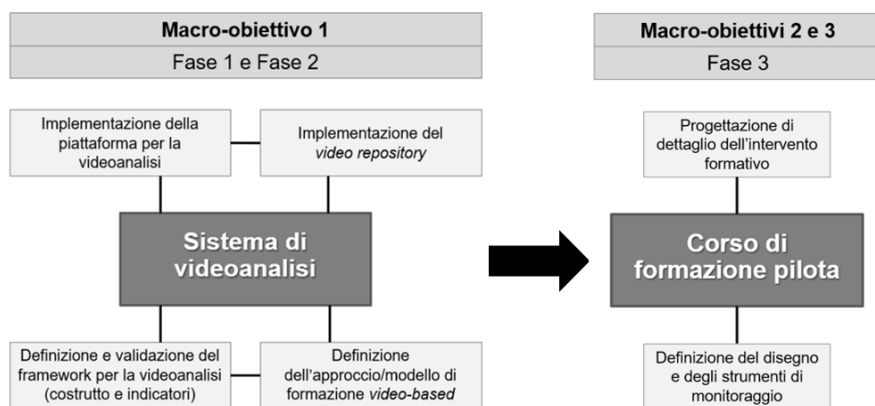 Macro-obiettivo 1
Fase 1 e Fase 2
Macro-obiettivi 2 e 3
Fase 3
Implementazione della
piattaforma per la
videoanalisi
Implementazione del
video repository
Progettazione di
dettaglio dell'intervento
formativo
Sistema di
videoanalisi
Corso di
formazione pilota
Definizione e validazione del
framework per la videoanalisi
(costrutto e indicatori)
Definizione
dell'approccio/modello di
formazione video-based
Definizione del disegno
e degli strumenti di
monitoraggio